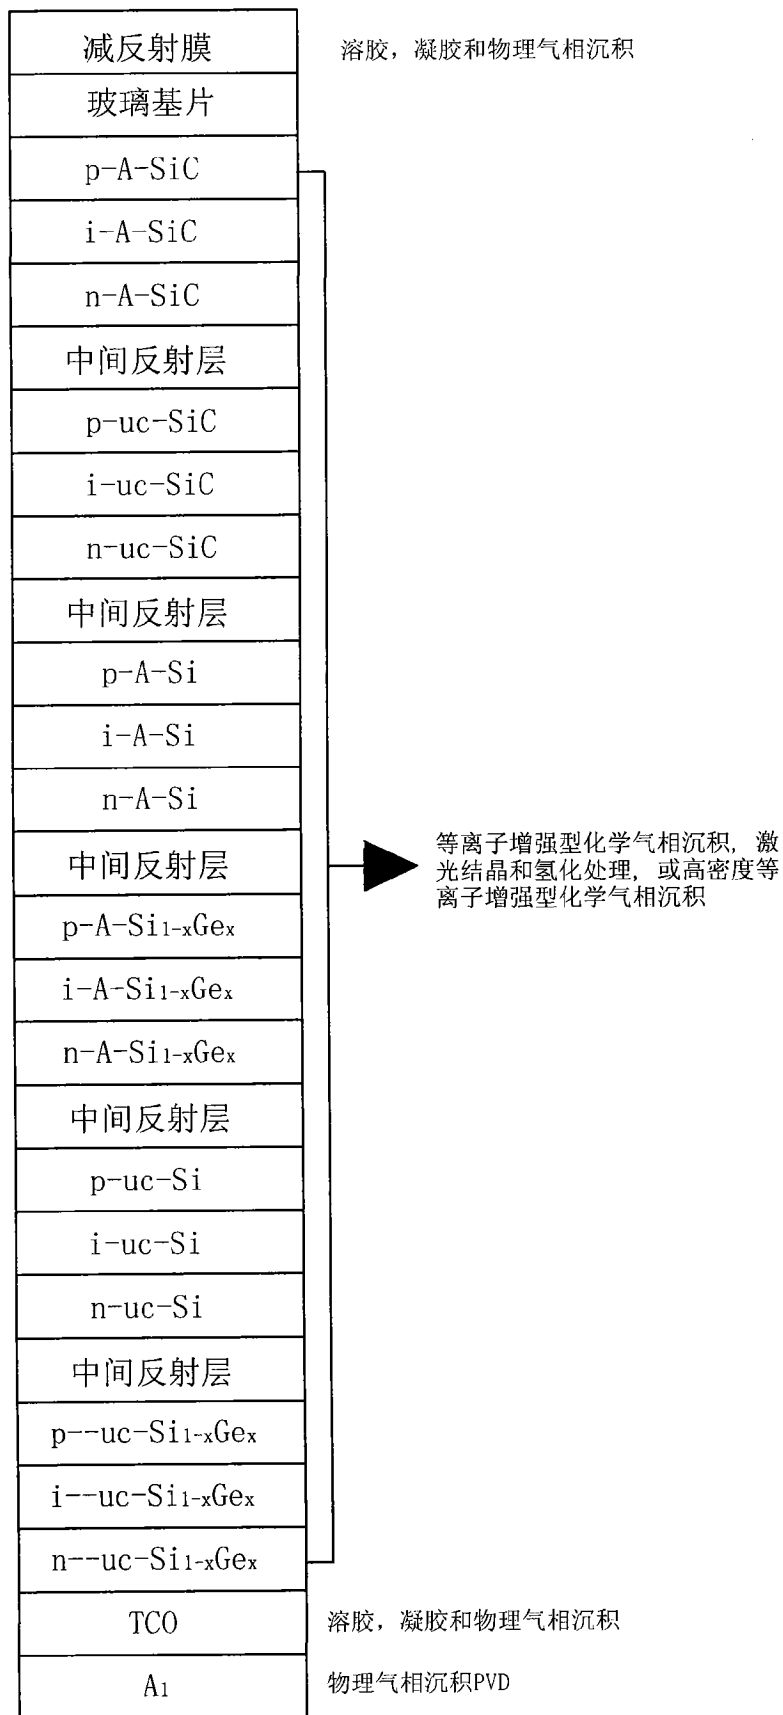 减反射膜
溶胶，凝胶和物理气相沉积
玻璃基片
p-A-SiC
i-A-SiC
n-A-SiC
中间反射层
p-uc-SiC
i-uc-SiC
n-uc-SiC
中间反射层
p-A-Si
i-A-Si
n-A-Si
中间反射层
等离子增强型化学气相沉积, 激
光结晶和氢化处理, 或高密度等
离子增强型化学气相沉积
p-A-Si₁₋ₓGeₓ
i-A-Si₁₋ₓGeₓ
n-A-Si₁₋ₓGeₓ
中间反射层
p-uc-Si
i-uc-Si
n-uc-Si
中间反射层
p--uc-Si₁₋ₓGeₓ
i--uc-Si₁₋ₓGeₓ
n--uc-Si₁₋ₓGeₓ
TCO
溶胶，凝胶和物理气相沉积
A₁
物理气相沉积PVD